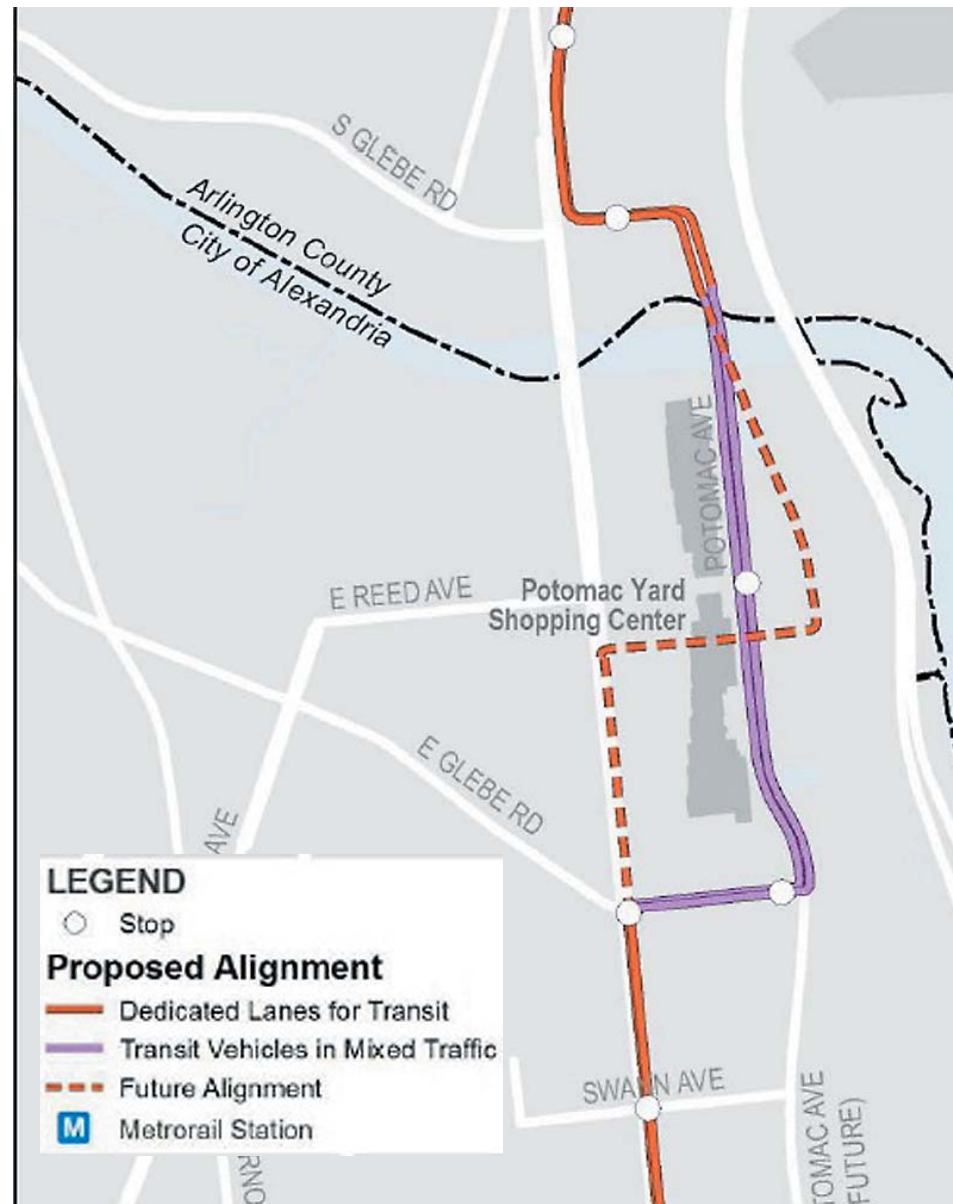 S GLEBE RD
Arlington County
City of Alexandria
POTOMAC AVE
E REED AVE
Potomac Yard
Shopping Center
E GLEBE RD
AVE
LEGEND
Stop
Proposed Alignment
Dedicated Lanes for Transit
Transit Vehicles in Mixed Traffic
Future Alignment
M Metrorail Station
SWANN AVE
TOMAC AVE
FUTURE)